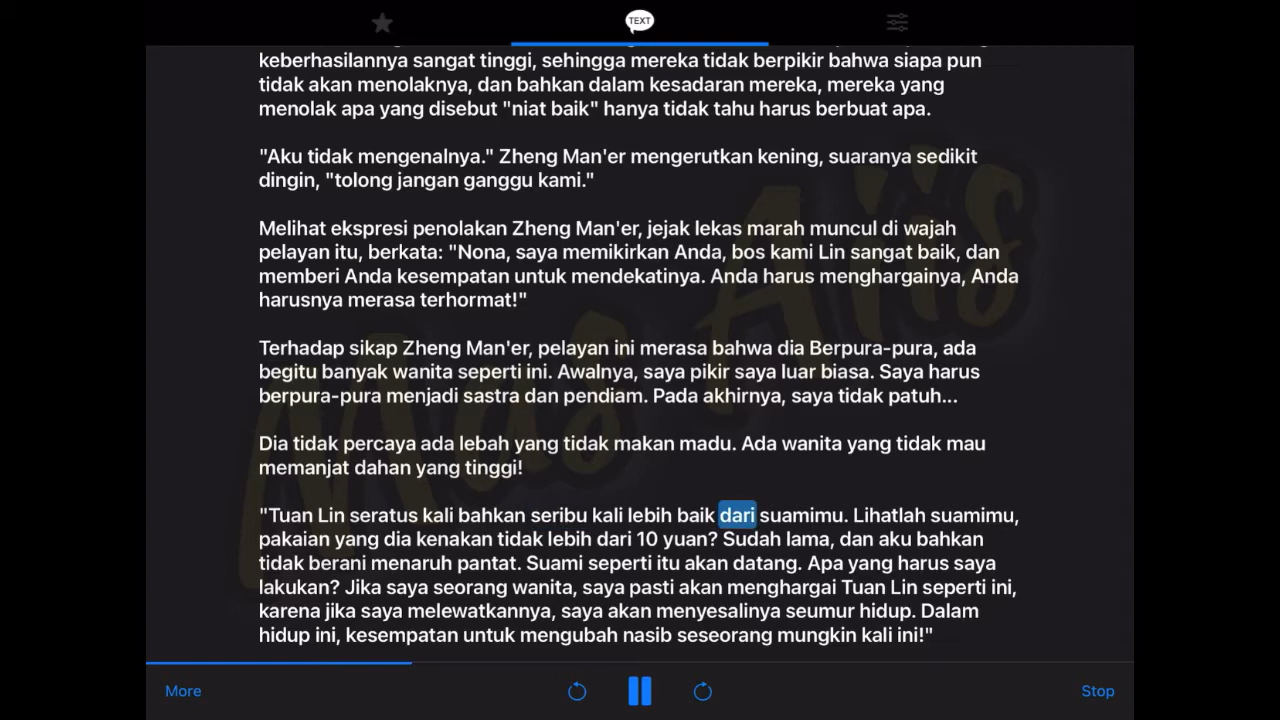 TEXT
keberhasilannya sangat tinggi, sehingga mereka tidak berpikir bahwa siapa pun
tidak akan menolaknya, dan bahkan dalam kesadaran mereka, mereka yang
menolak apa yang disebut "niat baik" hanya tidak tahu harus berbuat apa.
"Aku tidak mengenalnya." Zheng Man'er mengerutkan kening, suaranya sedikit
dingin, "tolong jangan ganggu kami."
Melihat ekspresi penolakan Zheng Man'er, jejak lekas marah muncul di wajah
pelayan itu, berkata: "Nona, saya memikirkan Anda, bos kami Lin sangat baik, dan
memberi Anda kesempatan untuk mendekatinya. Anda harus menghargainya, Anda
harusnya merasa terhormat!"
Terhadap sikap Zheng Man'er, pelayan ini merasa bahwa dia Berpura-pura, ada
begitu banyak wanita seperti ini. Awalnya, saya pikir saya luar biasa. Saya harus
berpura-pura menjadi sastra dan pendiam. Pada akhirnya, saya tidak patuh...
Dia tidak percaya ada lebah yang tidak makan madu. Ada wanita yang tidak mau
memanjat dahan yang tinggi!
"Tuan Lin seratus kali bahkan seribu kali lebih baik dari suamimu. Lihatlah suamimu,
pakaian yang dia kenakan tidak lebih dari 10 yuan? Sudah lama, dan aku bahkan
tidak berani menaruh pantat. Suami seperti itu akan datang. Apa yang harus saya
lakukan? Jika saya seorang wanita, saya pasti akan menghargai Tuan Lin seperti ini,
karena jika saya melewatkannya, saya akan menyesalinya seumur hidup. Dalam
hidup ini, kesempatan untuk mengubah nasib seseorang mungkin kali ini!"
Mas Aiis
More
Stop